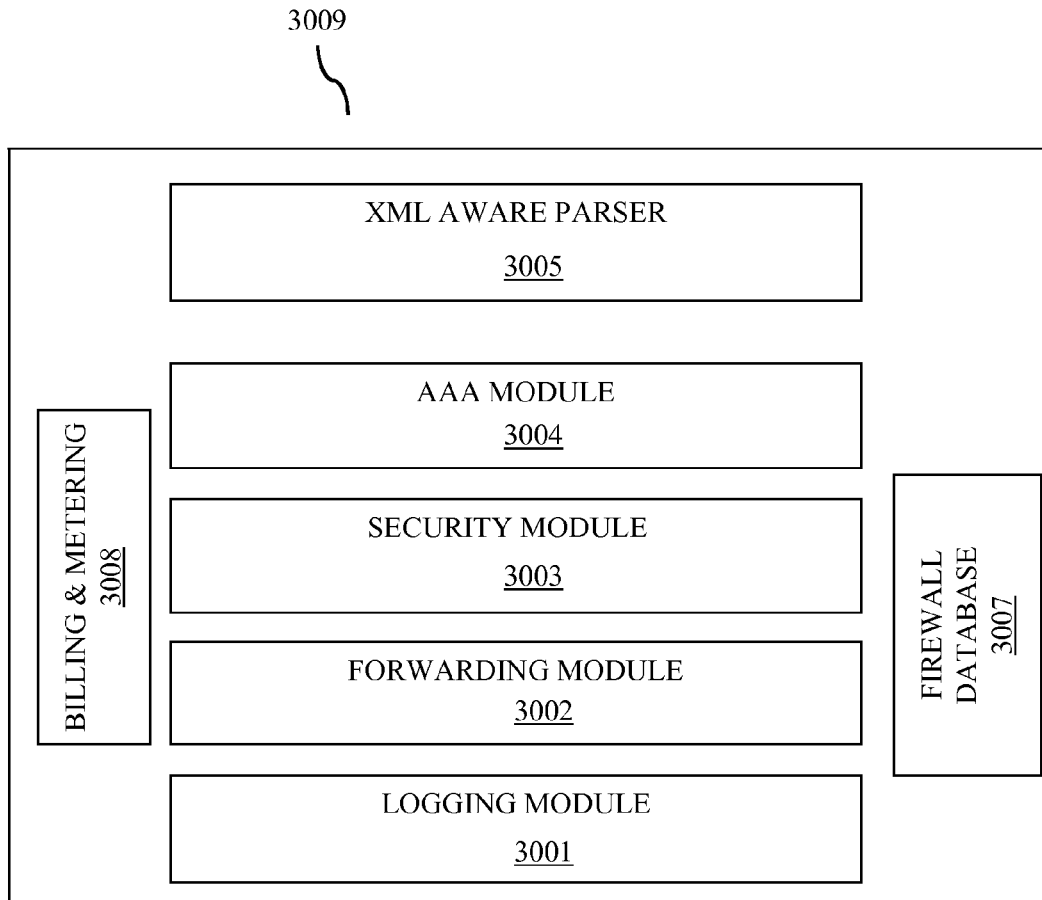 3009
XML AWARE PARSER
3005
AAA MODULE
3004
BILLING & METERING
3008
SECURITY MODULE
3003
FIREWALL
DATABASE
3007
FORWARDING MODULE
3002
LOGGING MODULE
3001